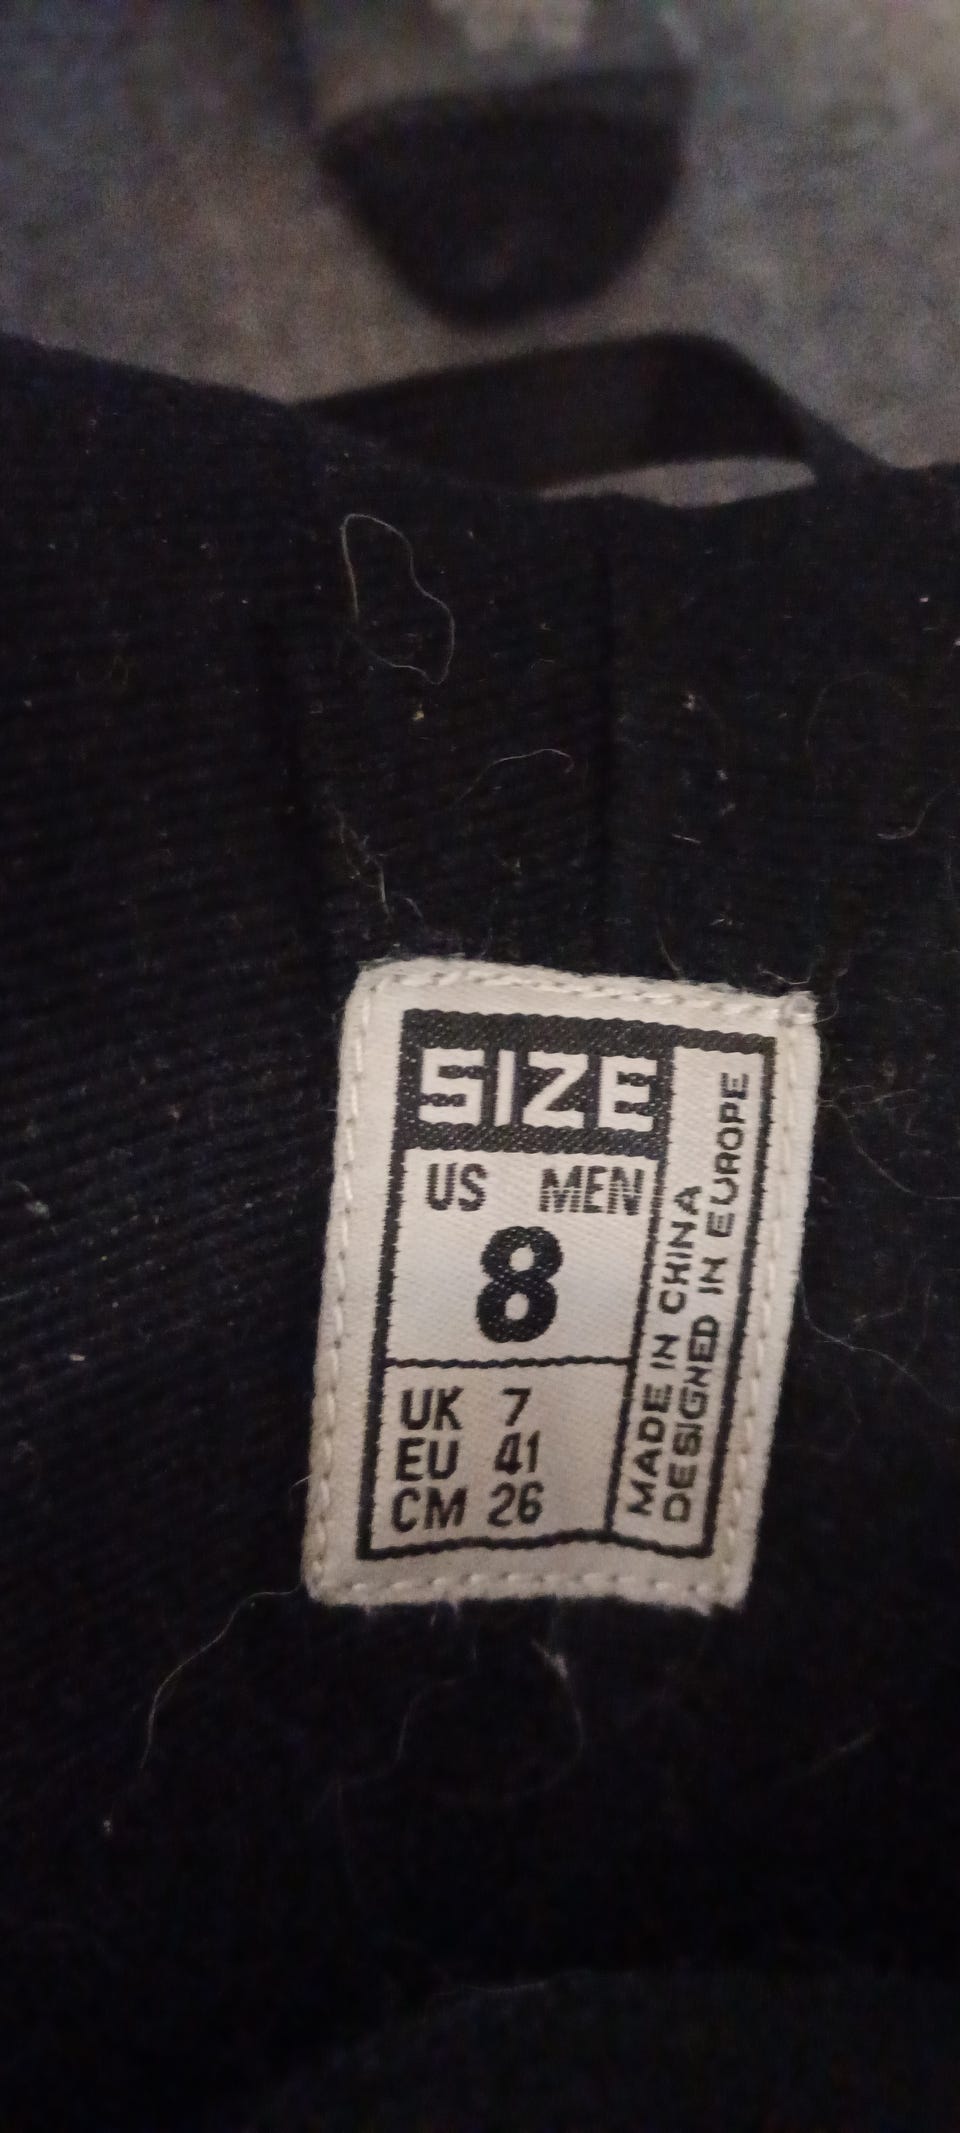 SIZE
US MEN
8
UK 7
EU 41
CM 26
MADE IN CHINA
DESIGNED IN EUROPE